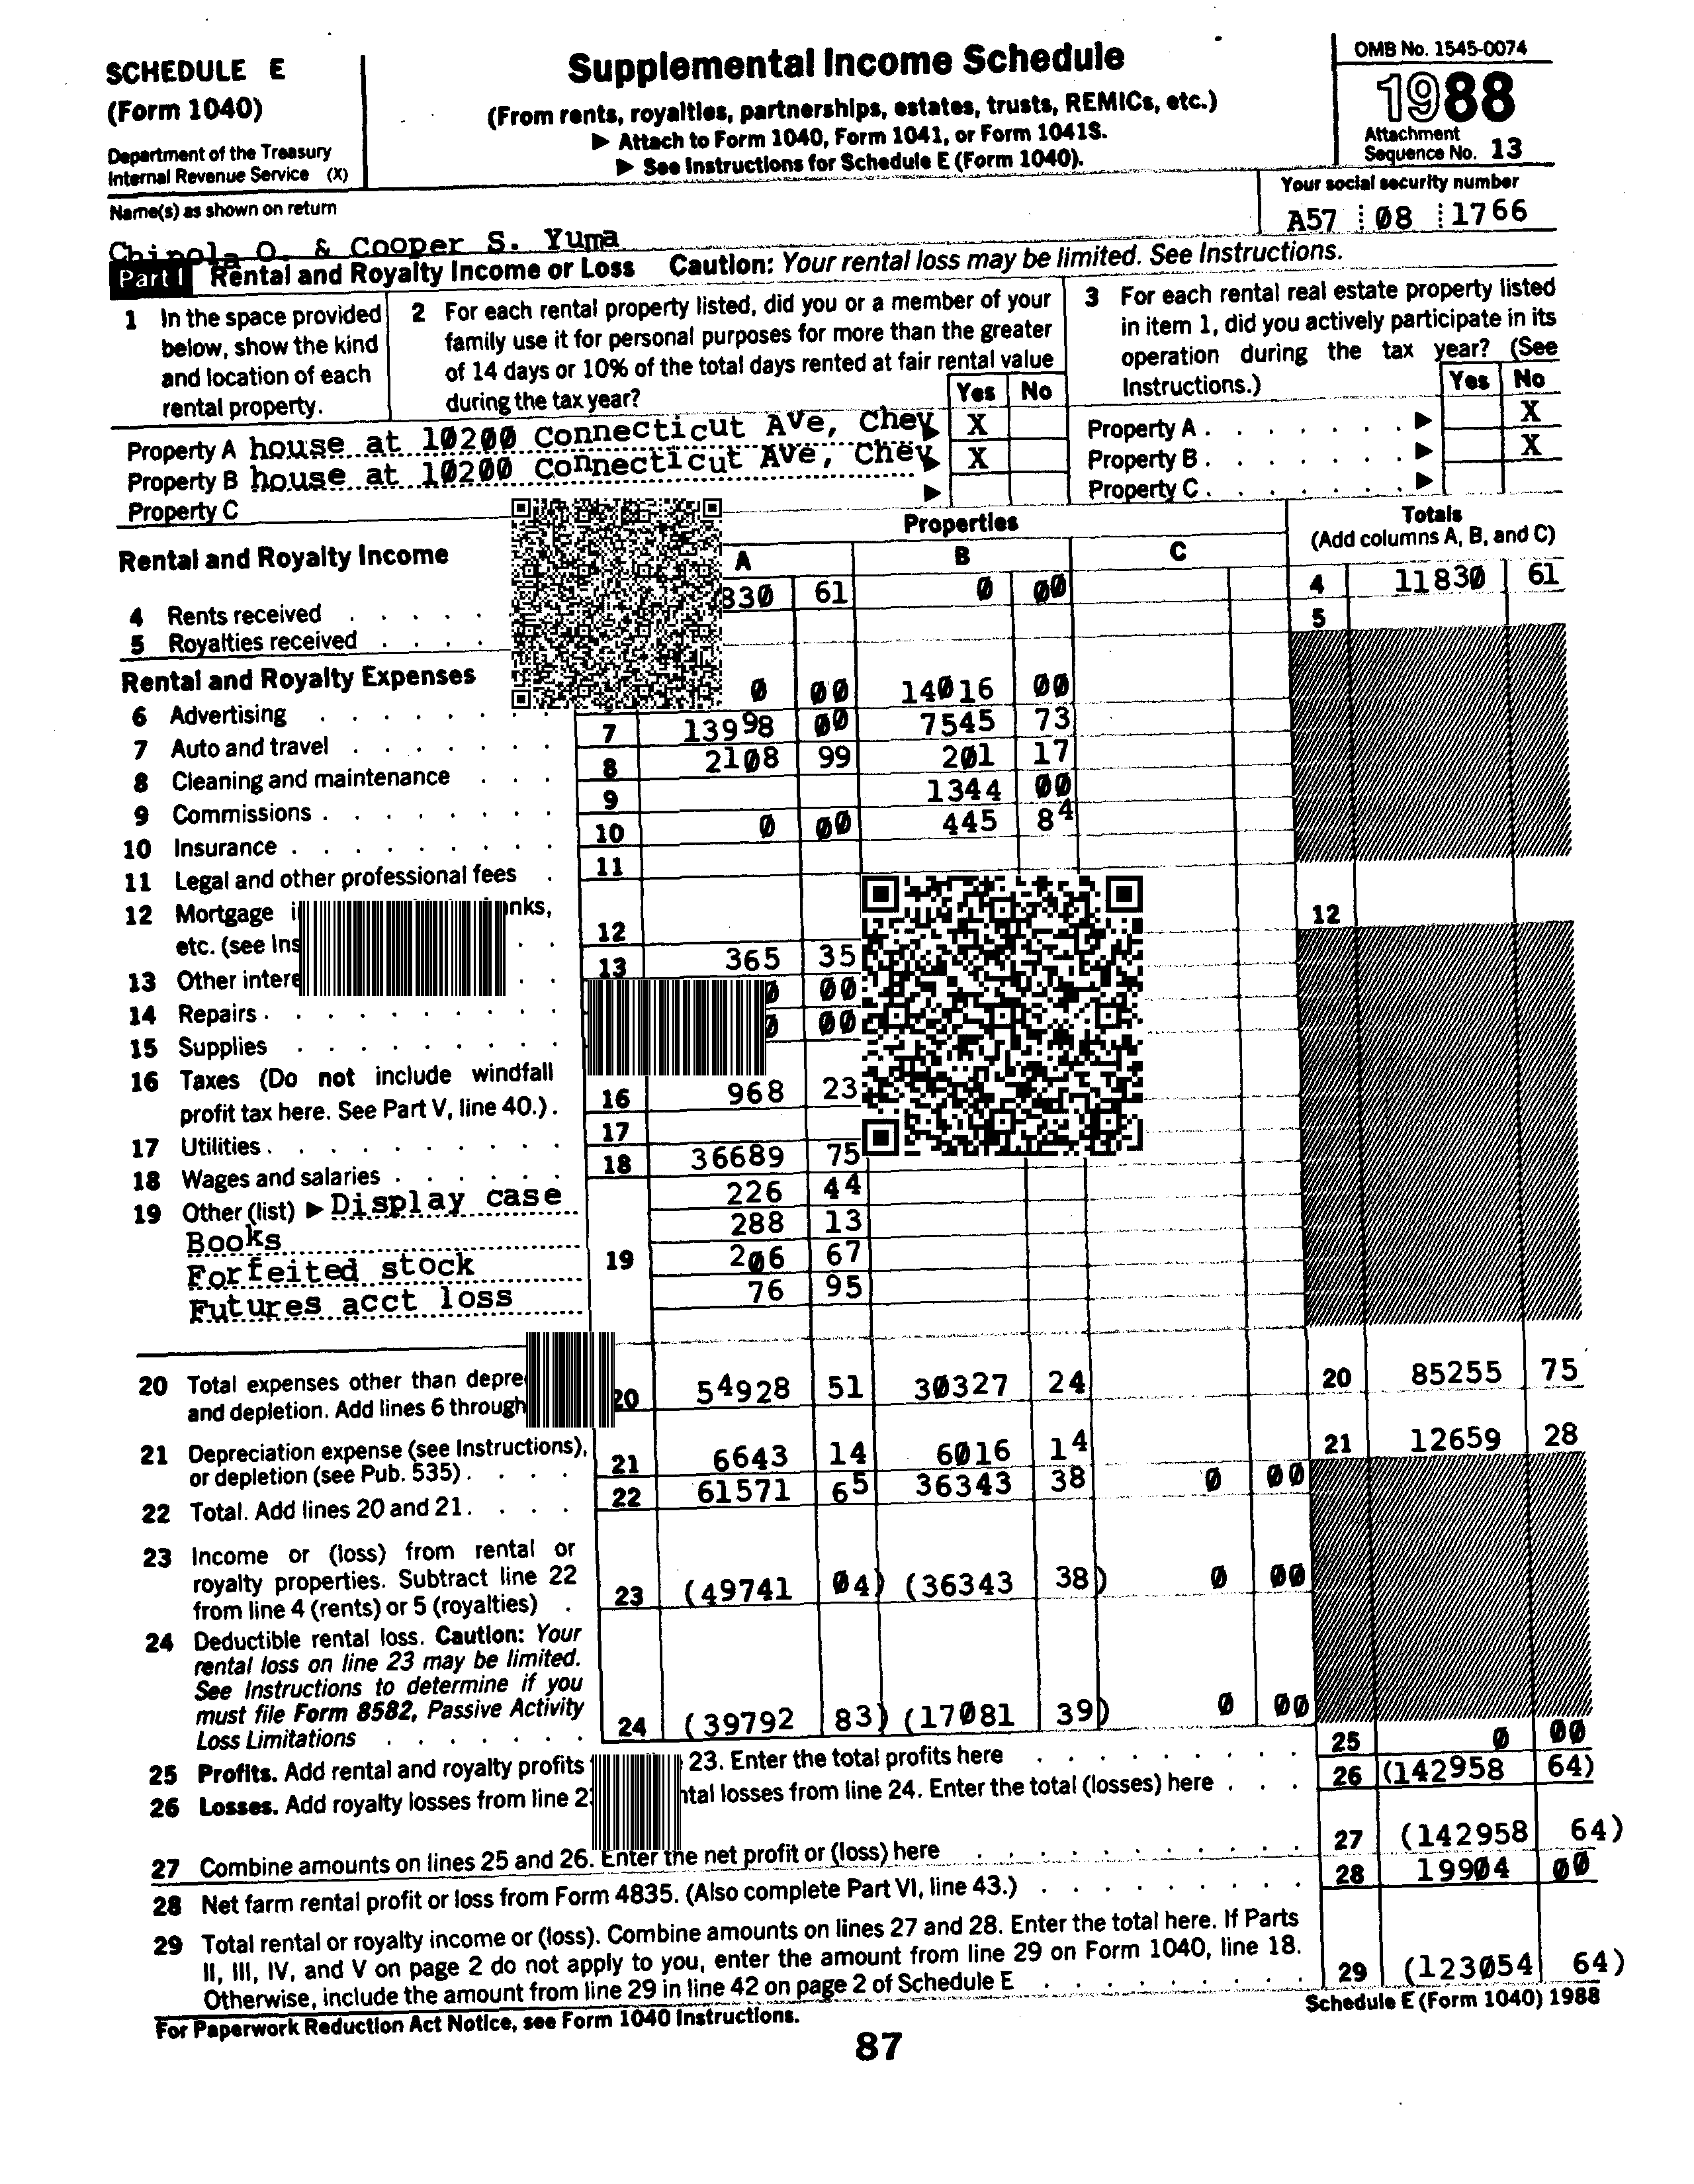 SCHEDULE E
(Form 1040)
Department of the Treasury
Internal Revenue Service (X)
Supplemental Income Schedule
(From rents, royalties, partnerships, estates, trusts, REMICs, etc.)
▶ Attach to Form 1040, Form 1041, or Form 1041S.
▶ See Instructions for Schedule E (Form 1040).
OMB No. 1545-0074
1988
Attachment
Sequence No. 13
Name(s) as shown on return
Chipola O. & Cooper S. Yuma
Your social security number
A57 08 1766
Part I Rental and Royalty Income or Loss Caution: Your rental loss may be limited. See Instructions.
1 In the space provided
below, show the kind
and location of each
rental property.
2 For each rental property listed, did you or a member of your
family use it for personal purposes for more than the greater
of 14 days or 10% of the total days rented at fair rental value
during the tax year?
Yes No
3 For each rental real estate property listed
in item 1, did you actively participate in its
operation during the tax year? (See
Instructions.)
Yes No
Property A house at 10200 Connecticut AVe, Chev ▶ X
Property A . . . . . . . ▶ X
Property B house at 10200 Connecticut AVe, Chev ▶ X
Property B . . . . . . . ▶ X
Property C ▶
Property C . . . . . . . ▶
Rental and Royalty Income
Properties
A B C
Totals
(Add columns A, B, and C)
4 Rents received . . . . . 830 61 0 00 4 11830 61
5 Royalties received . . . . 5
Rental and Royalty Expenses
6 Advertising . . . . . . . 0 00 14016 00
7 Auto and travel . . . . . . . 7 13998 00 7545 73
8 Cleaning and maintenance . . . 8 2108 99 201 17
9 Commissions . . . . . . . . 9 1344 00
10 Insurance . . . . . . . . . 10 0 00 445 84
11 Legal and other professional fees . 11
12 Mortgage nks,
etc. (see Ins . . 12 12
13 Other intere . . 13 365 35
14 Repairs . . . . . . . . . . 00
15 Supplies . . . . . . . . . 00
16 Taxes (Do not include windfall
profit tax here. See Part V, line 40.) . 16 968 23
17 Utilities . . . . . . . . . . 17
18 Wages and salaries . . . . . . 18 36689 75
19 Other (list) ▶ Display case 226 44
Books 288 13
Forfeited stock 19 206 67
Futures acct loss 76 95
20 Total expenses other than depre
and depletion. Add lines 6 through 20 54928 51 30327 24 20 85255 75
21 Depreciation expense (see Instructions),
or depletion (see Pub. 535) . . . . 21 6643 14 6016 14 21 12659 28
22 Total. Add lines 20 and 21 . . . . 22 61571 65 36343 38 0 00
23 Income or (loss) from rental or
royalty properties. Subtract line 22
from line 4 (rents) or 5 (royalties) . 23 (49741 04) (36343 38) 0 00
24 Deductible rental loss. Caution: Your
rental loss on line 23 may be limited.
See Instructions to determine if you
must file Form 8582, Passive Activity
Loss Limitations . . . . . . . 24 (39792 83) (17081 39) 0 00
25 Profits. Add rental and royalty profits 23. Enter the total profits here . . . . . . . . . 25 0 00
26 Losses. Add royalty losses from line 2 ntal losses from line 24. Enter the total (losses) here . . . 26 (142958 64)
27 Combine amounts on lines 25 and 26. Enter the net profit or (loss) here . . . . . . . . . . 27 (142958 64)
28 Net farm rental profit or loss from Form 4835. (Also complete Part VI, line 43.) . . . . . . . . 28 19904 00
29 Total rental or royalty income or (loss). Combine amounts on lines 27 and 28. Enter the total here. If Parts
II, III, IV, and V on page 2 do not apply to you, enter the amount from line 29 on Form 1040, line 18.
Otherwise, include the amount from line 29 in line 42 on page 2 of Schedule E . . . . . . . . . 29 (123054 64)
For Paperwork Reduction Act Notice, see Form 1040 Instructions.
Schedule E (Form 1040) 1988
87